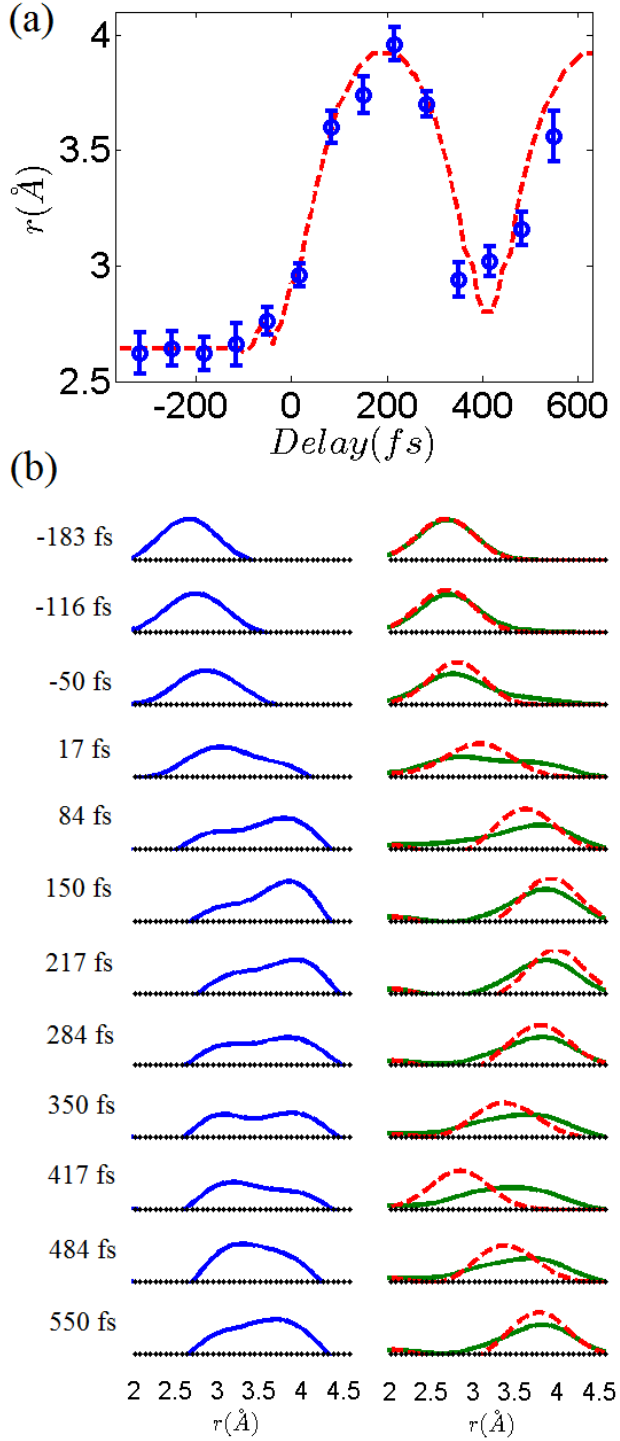 (a)
4
3.5
3
2.5
r(Å)
-200 0 200 400 600
Delay(fs)
(b)
-183 fs
-116 fs
-50 fs
17 fs
84 fs
150 fs
217 fs
284 fs
350 fs
417 fs
484 fs
550 fs
2 2.5 3 3.5 4 4.5 2 2.5 3 3.5 4 4.5
r(Å) r(Å)